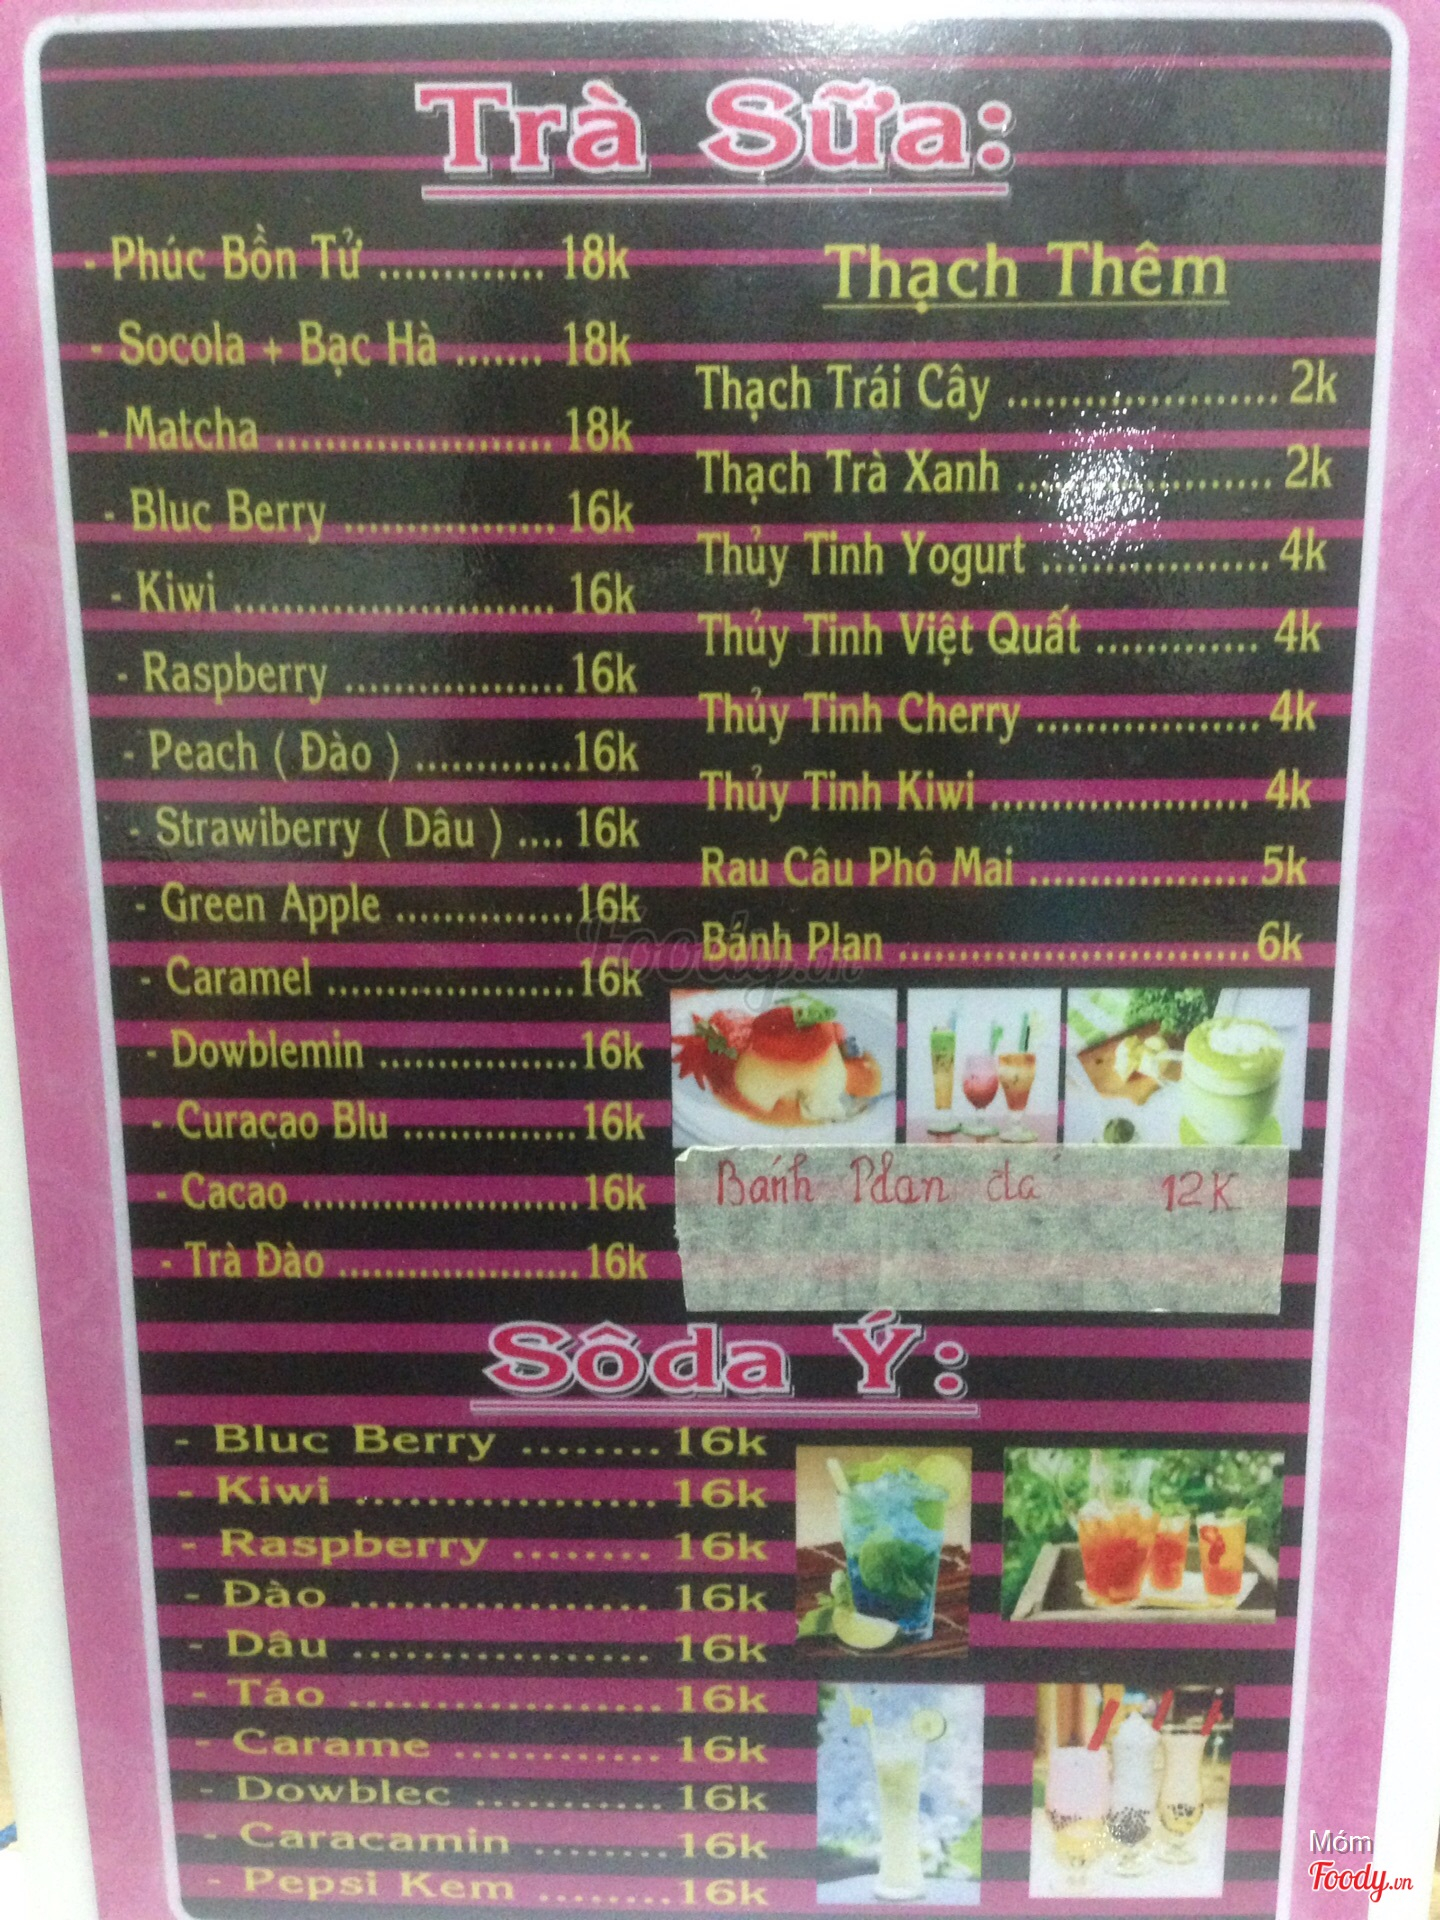 Trà Sữa:
- Phúc Bồn Tử ............. 18k
- Socola + Bạc Hà ....... 18k
- Matcha ........................ 18k
- Bluc Berry .................. 16k
- Kiwi ............................ 16k
- Raspberry ................... 16k
- Peach ( Đào ) ............. 16k
- Strawiberry ( Dâu ) .... 16k
- Green Apple ............... 16k
- Caramel ..................... 16k
- Dowblemin ................. 16k
- Curaçao Blu ............... 16k
- Cacao ........................ 16k
- Trà Đào ..................... 16k
Thạch Thêm
Thạch Trái Cây ....................... 2k
Thạch Trà Xanh ...................... 2k
Thủy Tinh Yogurt ................... 4k
Thủy Tinh Việt Quất .............. 4k
Thủy Tinh Cherry ................... 4k
Thủy Tinh Kiwi ...................... 4k
Rau Câu Phô Mai ................... 5k
Bánh Plan .............................. 6k
Bánh Plan đá 12K
Sôda Ý:
- Bluc Berry ........ 16k
- Kiwi .................. 16k
- Raspberry ........ 16k
- Đào .................. 16k
- Dâu .................. 16k
- Táo ................... 16k
- Carame ............ 16k
- Dowblec ........... 16k
- Caracamin ........ 16k
- Pepsi Kem ........ 16k
Foody.vn
Móm
Foody.vn